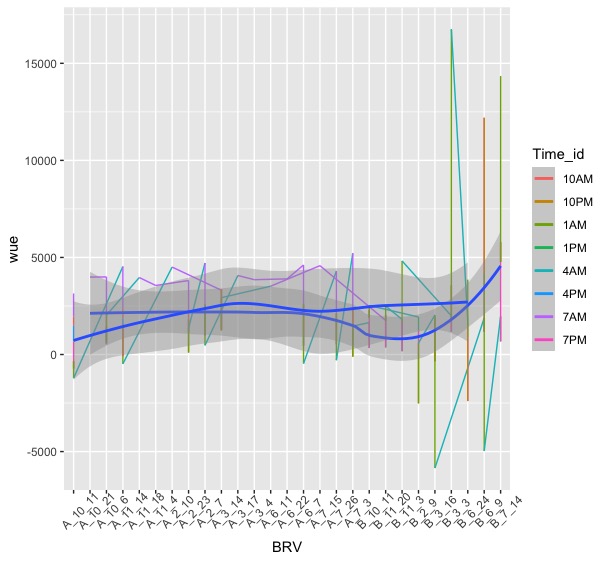 15000
10000
5000
0
-5000
wue
A_10_11
A_10_21
A_10_6
A_11_14
A_11_18
A_11_4
A_2_10
A_2_23
A_2_7
A_3_14
A_3_17
A_3_4
A_6_11
A_6_22
A_6_7
A_7_15
A_7_26
A_7_3
B_10_11
B_11_20
B_2_3
B_2_9
B_3_16
B_3_3
B_6_24
B_6_9
B_7_14
BRV
Time_id
10AM
10PM
1AM
1PM
4AM
4PM
7AM
7PM